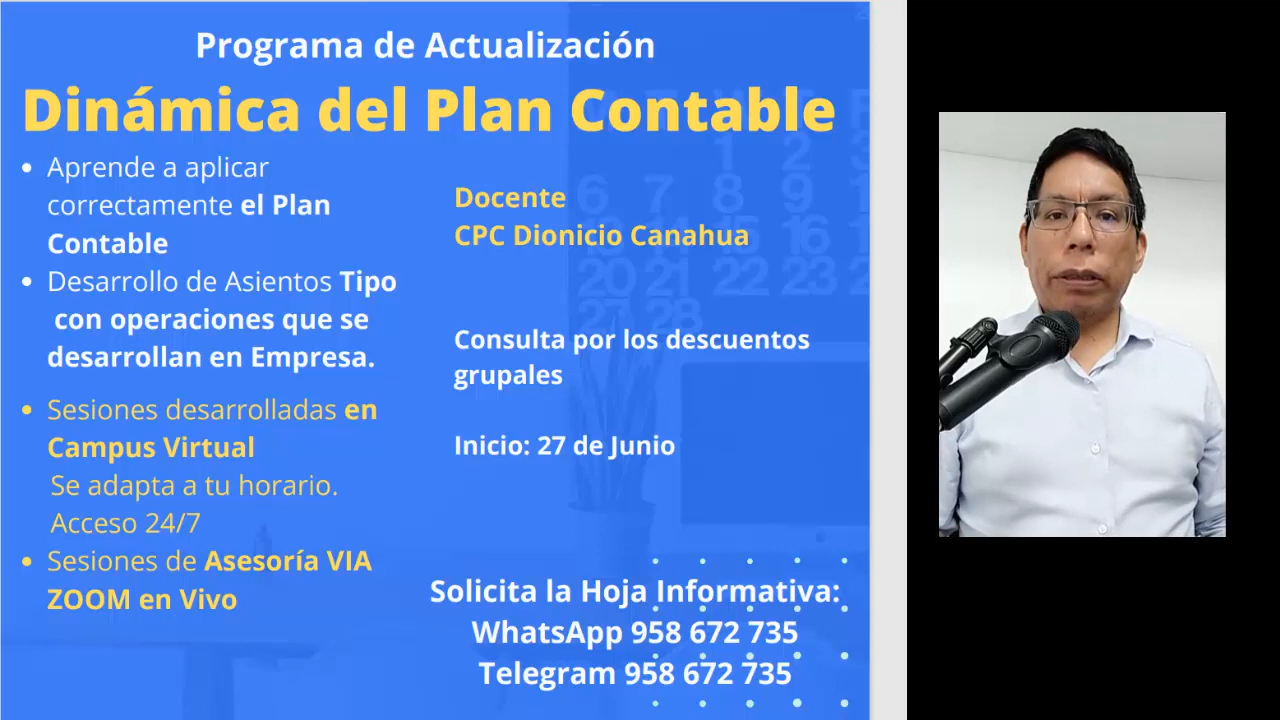 Programa de Actualización
Dinámica del Plan Contable
Aprende a aplicar
correctamente el Plan
Contable
Desarrollo de Asientos Tipo
con operaciones que se
desarrollan en Empresa.
Sesiones desarrolladas en
Campus Virtual
Se adapta a tu horario.
Acceso 24/7
Sesiones de Asesoría VIA
ZOOM en Vivo
Docente
CPC Dionicio Canahua
Consulta por los descuentos
grupales
Inicio: 27 de Junio
Solicita la Hoja Informativa:
WhatsApp 958 672 735
Telegram 958 672 735